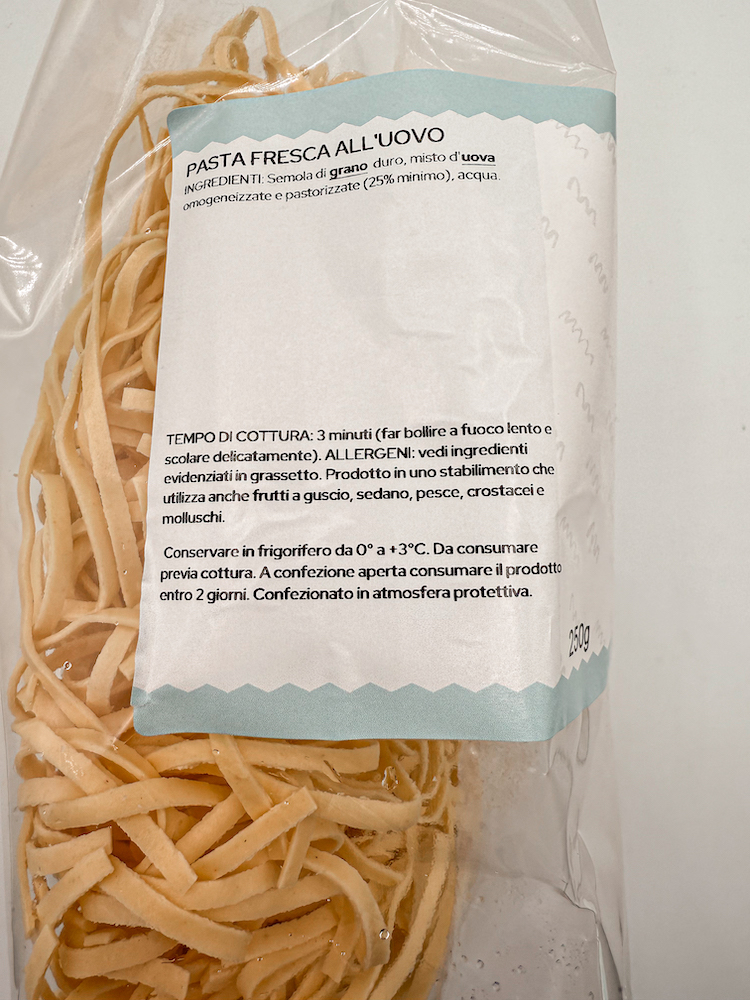 PASTA FRESCA ALL'UOVO
INGREDIENTI: Semola di grano duro, misto d'uova
omogeneizzate e pastorizzate (25% minimo), acqua.
TEMPO DI COTTURA: 3 minuti (far bollire a fuoco lento e
scolare delicatamente). ALLERGENI: vedi ingredienti
evidenziati in grassetto. Prodotto in uno stabilimento che
utilizza anche frutti a guscio, sedano, pesce, crostacei e
molluschi.
Conservare in frigorifero da 0° a +3°C. Da consumare
previa cottura. A confezione aperta consumare il prodotto
entro 2 giorni. Confezionato in atmosfera protettiva.
250g